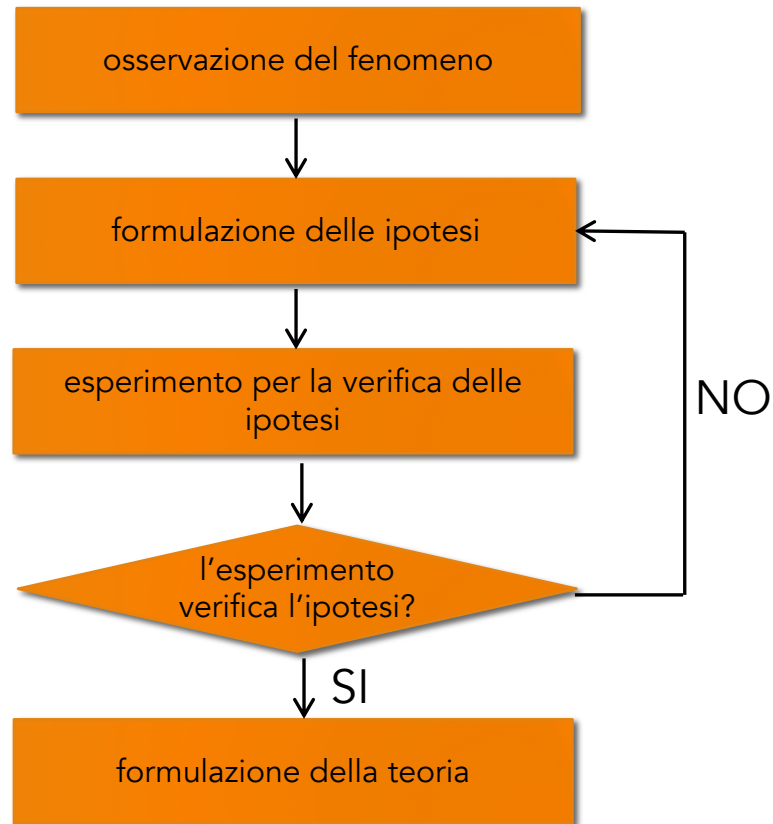 osservazione del fenomeno
formulazione delle ipotesi
esperimento per la verifica delle
ipotesi
NO
l'esperimento
verifica l'ipotesi?
SI
formulazione della teoria